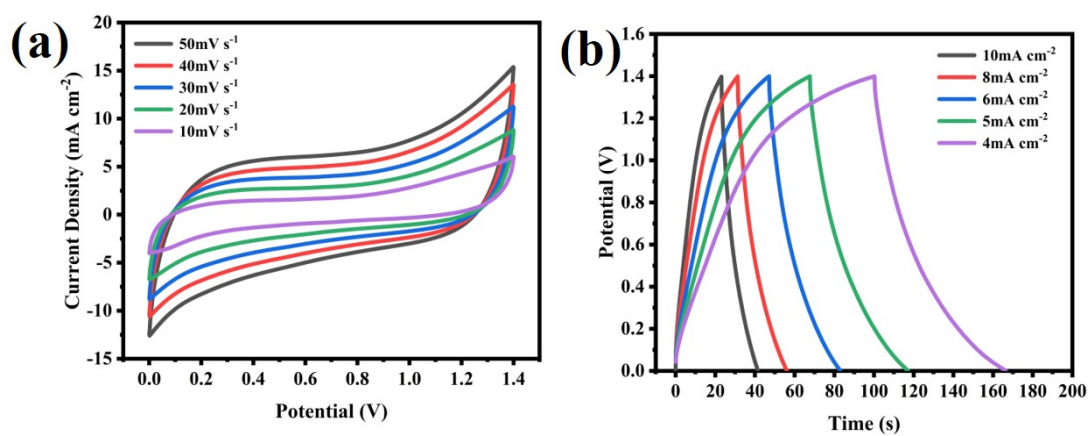 (a)
50mV s⁻¹
40mV s⁻¹
30mV s⁻¹
20mV s⁻¹
10mV s⁻¹
Current Density (mA cm⁻²)
20
15
10
5
0
-5
-10
-15
0.0 0.2 0.4 0.6 0.8 1.0 1.2 1.4
Potential (V)
(b)
10mA cm⁻²
8mA cm⁻²
6mA cm⁻²
5mA cm⁻²
4mA cm⁻²
Potential (V)
1.6
1.4
1.2
1.0
0.8
0.6
0.4
0.2
0.0
0 20 40 60 80 100 120 140 160 180 200
Time (s)